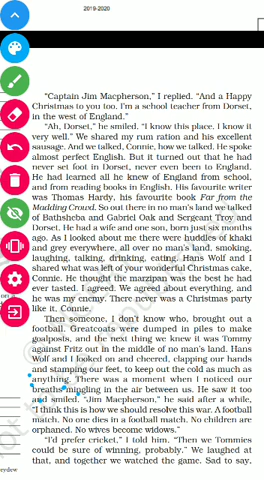 2019-2020
“Captain Jim Macpherson,” I replied. “And a Happy
Christmas to you too. I'm a school teacher from Dorset,
in the west of England.”
“Ah, Dorset,” he smiled. “I know this place. I know it
very well.” We shared my rum ration and his excellent
sausage. And we talked, Connie, how we talked. He spoke
almost perfect English. But it turned out that he had
never set foot in Dorset, never even been to England.
He had learned all he knew of England from school,
and from reading books in English. His favourite writer
was Thomas Hardy, his favourite book Far from the
Madding Crowd. So out there in no man's land we talked
of Bathsheba and Gabriel Oak and Sergeant Troy and
Dorset. He had a wife and one son, born just six months
ago. As I looked about me there were huddles of khaki
and grey everywhere, all over no man's land, smoking,
laughing, talking, drinking, eating. Hans Wolf and I
shared what was left of your wonderful Christmas cake,
Connie. He thought the marzipan was the best he had
ever tasted. I agreed. We agreed about everything, and
he was my enemy. There never was a Christmas party
like it, Connie.
Then someone, I don't know who, brought out a
football. Greatcoats were dumped in piles to make
goalposts, and the next thing we knew it was Tommy
against Fritz out in the middle of no man's land. Hans
Wolf and I looked on and cheered, clapping our hands
and stamping our feet, to keep out the cold as much as
anything. There was a moment when I noticed our
breaths mingling in the air between us. He saw it too
and smiled. “Jim Macpherson,” he said after a while,
“I think this is how we should resolve this war. A football
match. No one dies in a football match. No children are
orphaned. No wives become widows.”
“I'd prefer cricket,” I told him. “Then we Tommies
could be sure of winning, probably.” We laughed at
that, and together we watched the game. Sad to say,